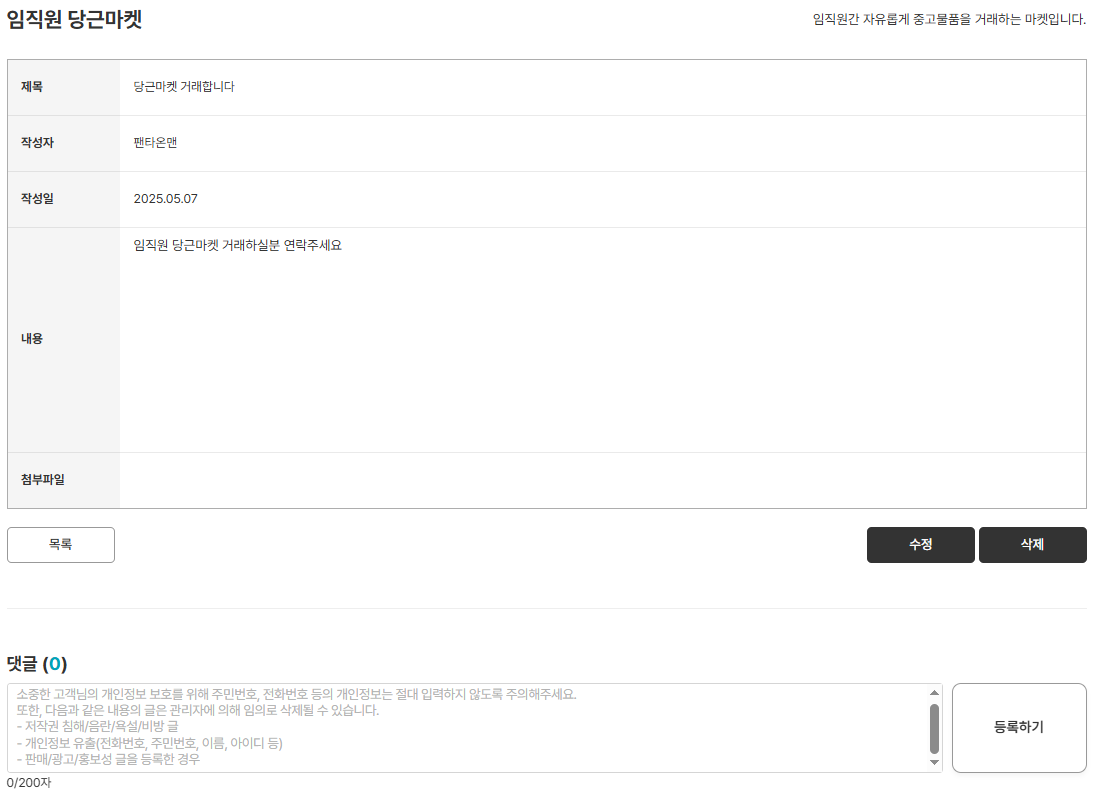 임직원 당근마켓
임직원간 자유롭게 중고물품을 거래하는 마켓입니다.
제목
당근마켓 거래합니다
작성자
팬타온맨
작성일
2025.05.07
내용
임직원 당근마켓 거래하실분 연락주세요
첨부파일
목록
수정
삭제
댓글 (0)
소중한 고객님의 개인정보 보호를 위해 주민번호, 전화번호 등의 개인정보는 절대 입력하지 않도록 주의해주세요.
또한, 다음과 같은 내용의 글은 관리자에 의해 임의로 삭제될 수 있습니다.
- 저작권 침해/음란/욕설/비방 글
- 개인정보 유출(전화번호, 주민번호, 이름, 아이디 등)
- 판매/광고/홍보성 글을 등록한 경우
등록하기
0/200자